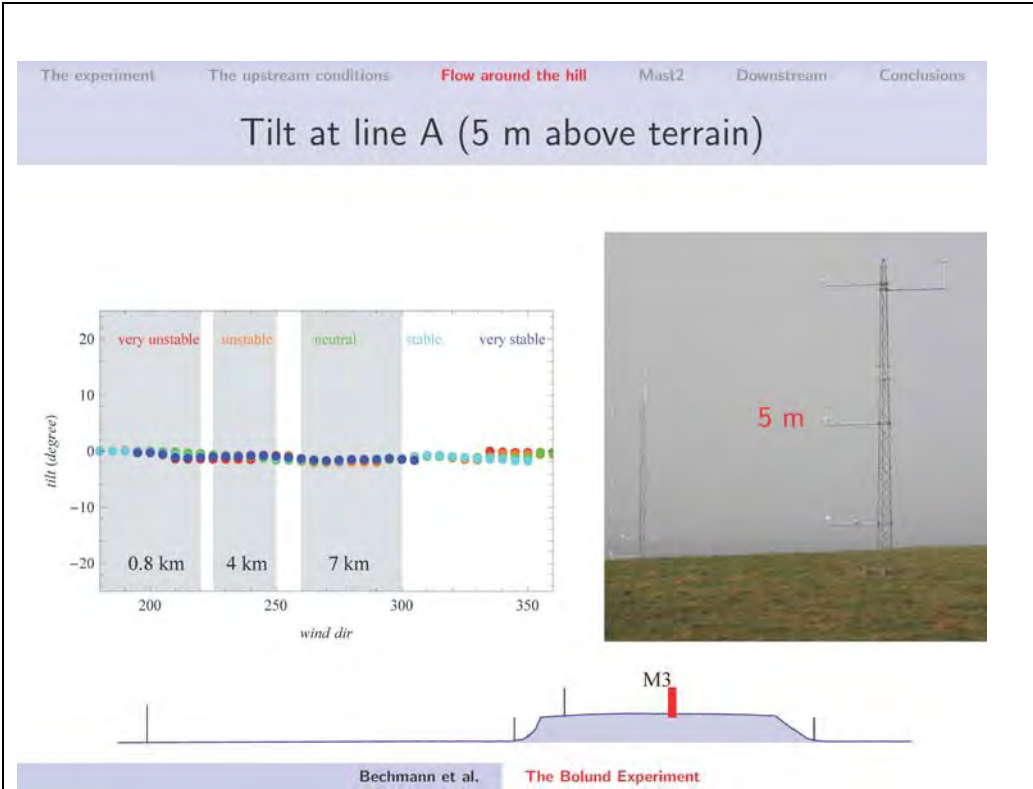 The experiment The upstream conditions Flow around the hill Mast2 Downstream Conclusions
Tilt at line A (5 m above terrain)
20
very unstable unstable neutral stable very stable
10
0
tilt (degree)
−10
−20
0.8 km 4 km 7 km
200 250 300 350
wind dir
5 m
M3
Bechmann et al. The Bolund Experiment